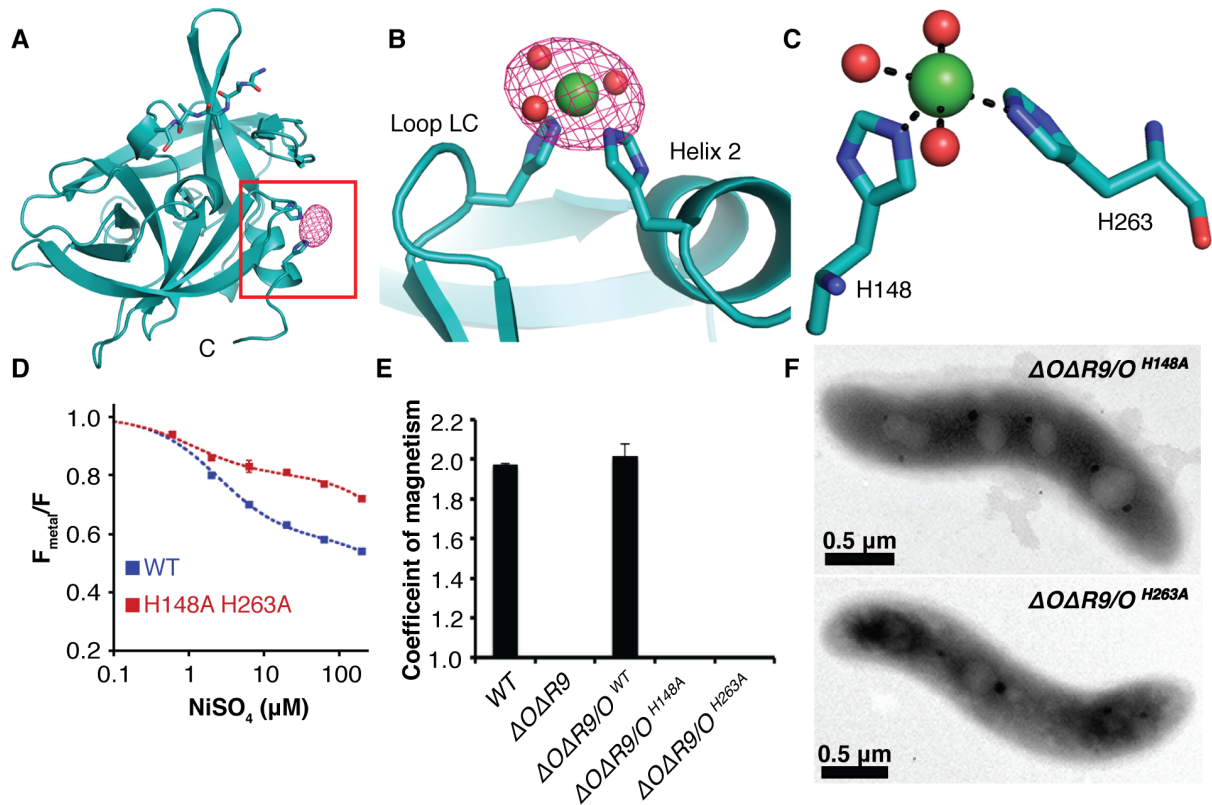 A
B
Loop LC
Helix 2
C
H263
H148
C
D
F metal/F
1.0
0.8
0.6
0.4
0.2
WT
H148A H263A
0.1
1
10
100
NiSO4 (µM)
E
Coefficeint of magnetism
2.2
2.0
1.8
1.6
1.4
1.2
1.0
WT
ΔOΔR9
ΔOΔR9/O WT
ΔOΔR9/O H148A
ΔOΔR9/O H263A
F
ΔOΔR9/O H148A
0.5 µm
ΔOΔR9/O H263A
0.5 µm